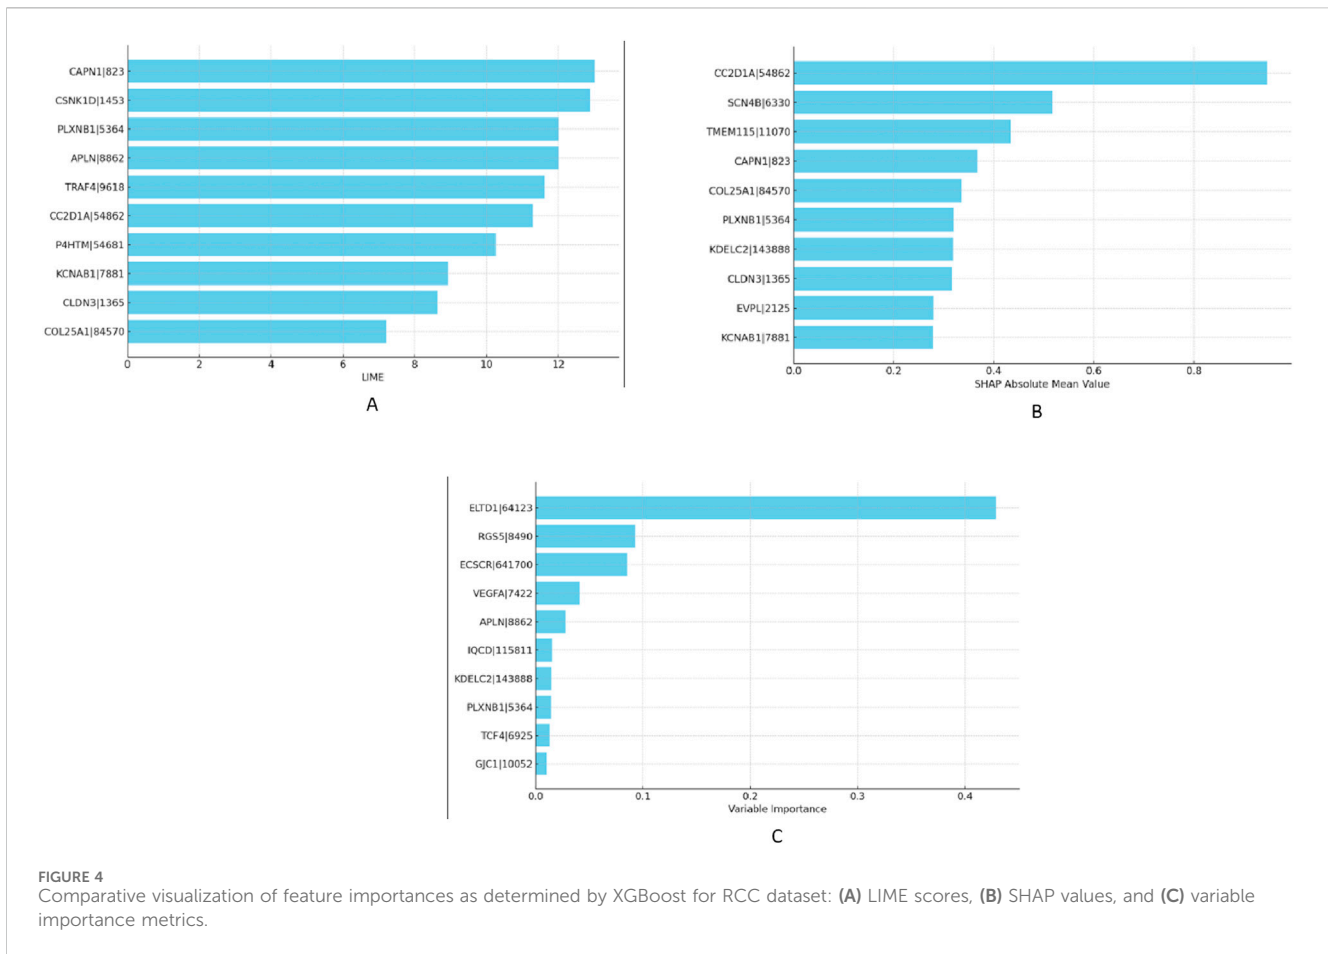 CAPN1|823
CSNK1D|1453
PLXNB1|5364
APLN|8862
TRAF4|9618
CC2D1A|54862
P4HTM|54681
KCNAB1|7881
CLDN3|1365
COL25A1|84570
0 2 4 6 8 10 12
LIME
A
CC2D1A|54862
SCN4B|6330
TMEM115|11070
CAPN1|823
COL25A1|84570
PLXNB1|5364
KDELC2|143888
CLDN3|1365
EVPL|2125
KCNAB1|7881
0.0 0.2 0.4 0.6 0.8
SHAP Absolute Mean Value
B
ELTD1|64123
RGS5|8490
ECSCR|641700
VEGFA|7422
APLN|8862
IQCD|115811
KDELC2|143888
PLXNB1|5364
TCF4|6925
GJC1|10052
0.0 0.1 0.2 0.3 0.4
Variable Importance
C
FIGURE 4
Comparative visualization of feature importances as determined by XGBoost for RCC dataset: (A) LIME scores, (B) SHAP values, and (C) variable
importance metrics.